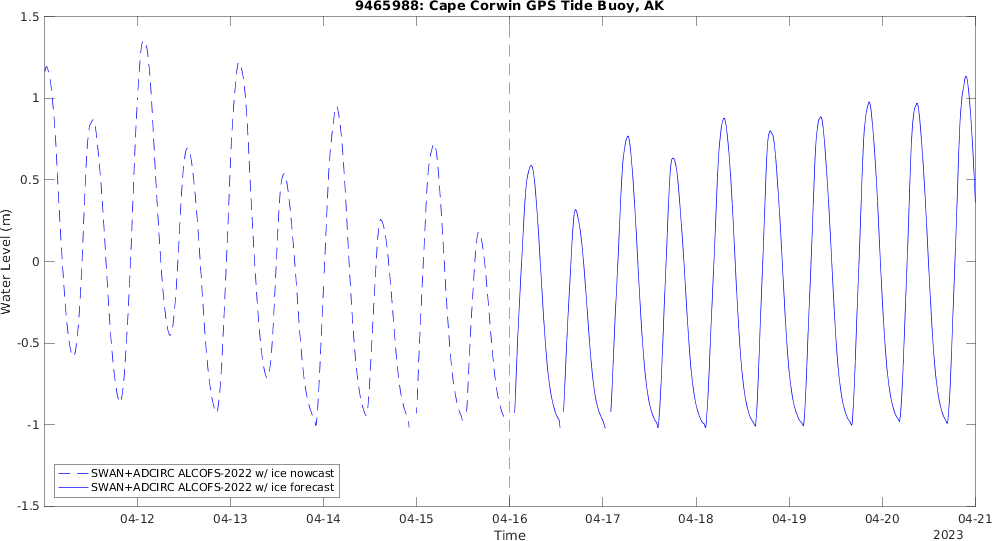 9465988: Cape Corwin GPS Tide Buoy, AK
1.5
1
0.5
0
-0.5
-1
-1.5
Water Level (m)
SWAN+ADCIRC ALCOFS-2022 w/ ice nowcast
SWAN+ADCIRC ALCOFS-2022 w/ ice forecast
04-12 04-13 04-14 04-15 04-16 04-17 04-18 04-19 04-20 04-21
Time
2023